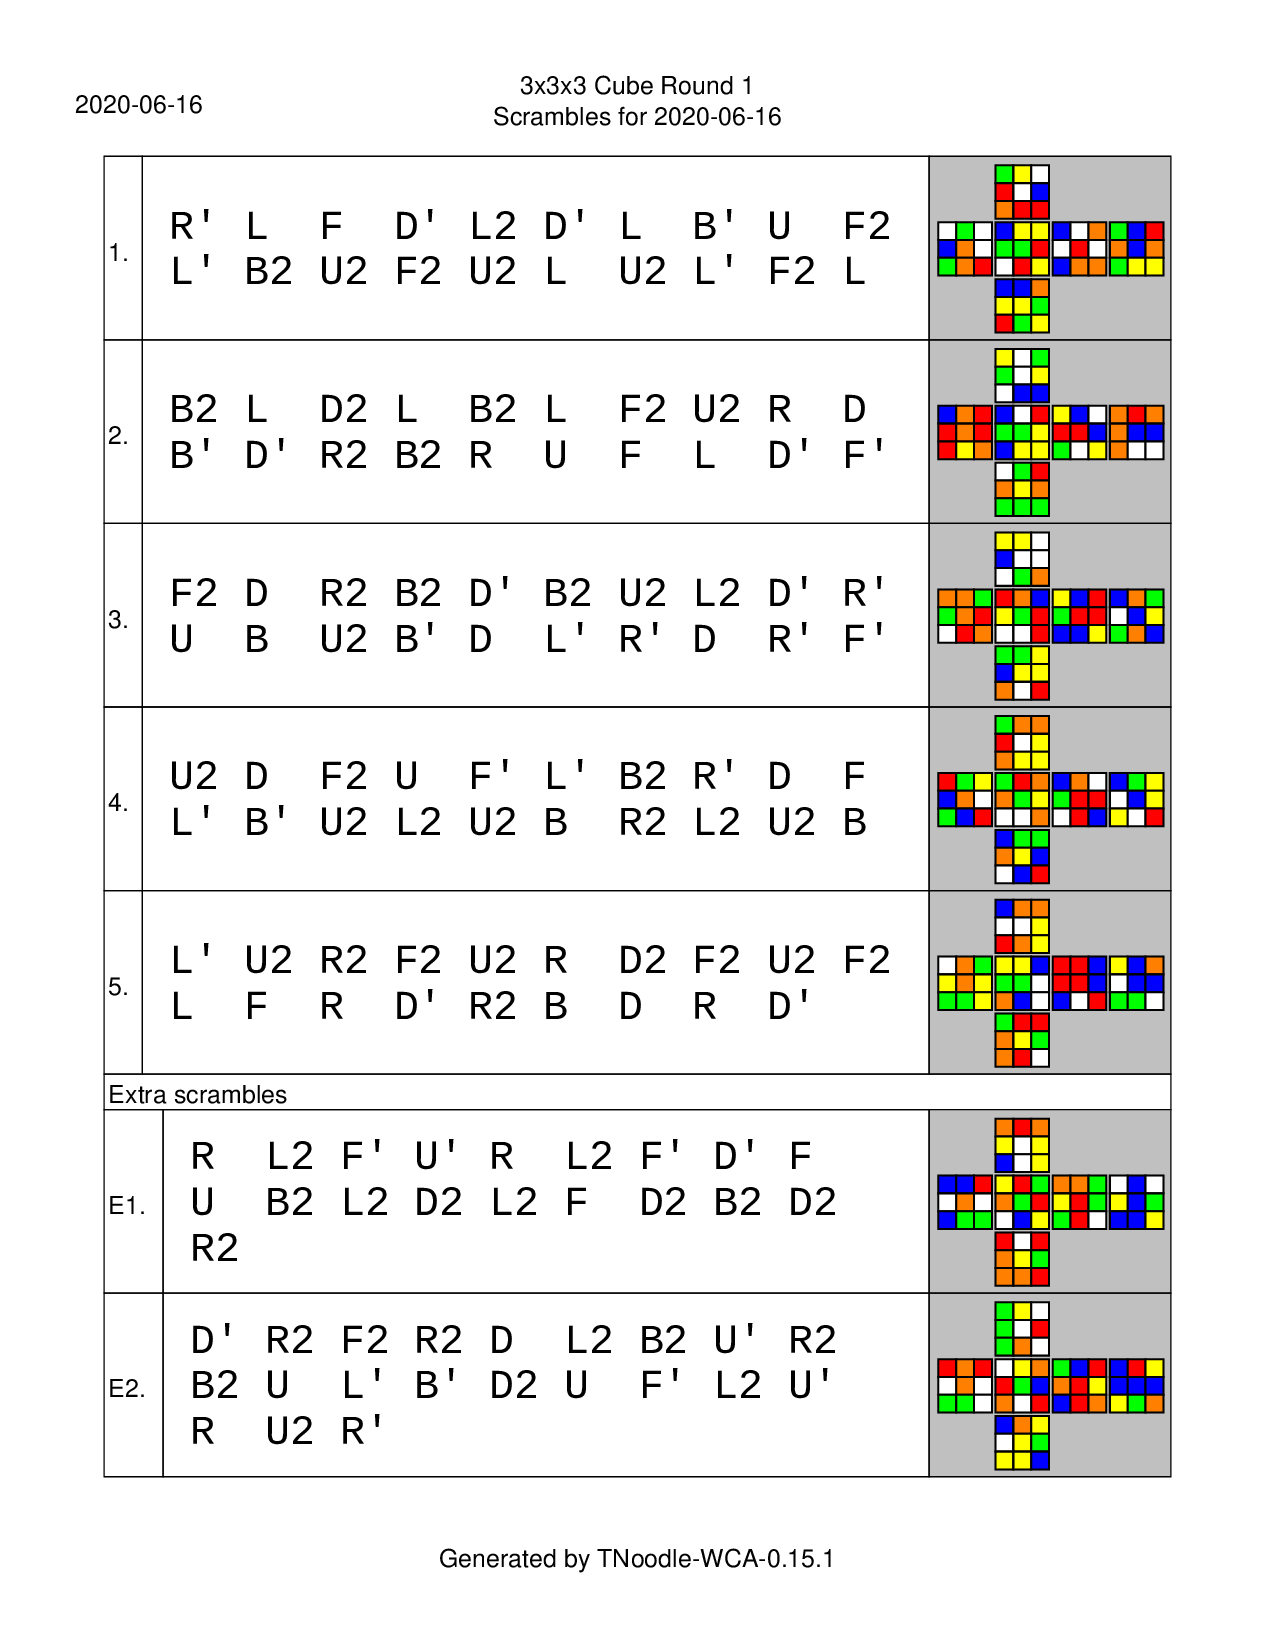 2020-06-16
3x3x3 Cube Round 1
Scrambles for 2020-06-16
1.
R' L F D' L2 D' L B' U F2
L' B2 U2 F2 U2 L U2 L' F2 L
2.
B2 L D2 L B2 L F2 U2 R D
B' D' R2 B2 R U F L D' F'
3.
F2 D R2 B2 D' B2 U2 L2 D' R'
U B U2 B' D L' R' D R' F'
4.
U2 D F2 U F' L' B2 R' D F
L' B' U2 L2 U2 B R2 L2 U2 B
5.
L' U2 R2 F2 U2 R D2 F2 U2 F2
L F R D' R2 B D R D'
Extra scrambles
E1.
R L2 F' U' R L2 F' D' F
U B2 L2 D2 L2 F D2 B2 D2
R2
E2.
D' R2 F2 R2 D L2 B2 U' R2
B2 U L' B' D2 U F' L2 U'
R U2 R'
Generated by TNoodle-WCA-0.15.1